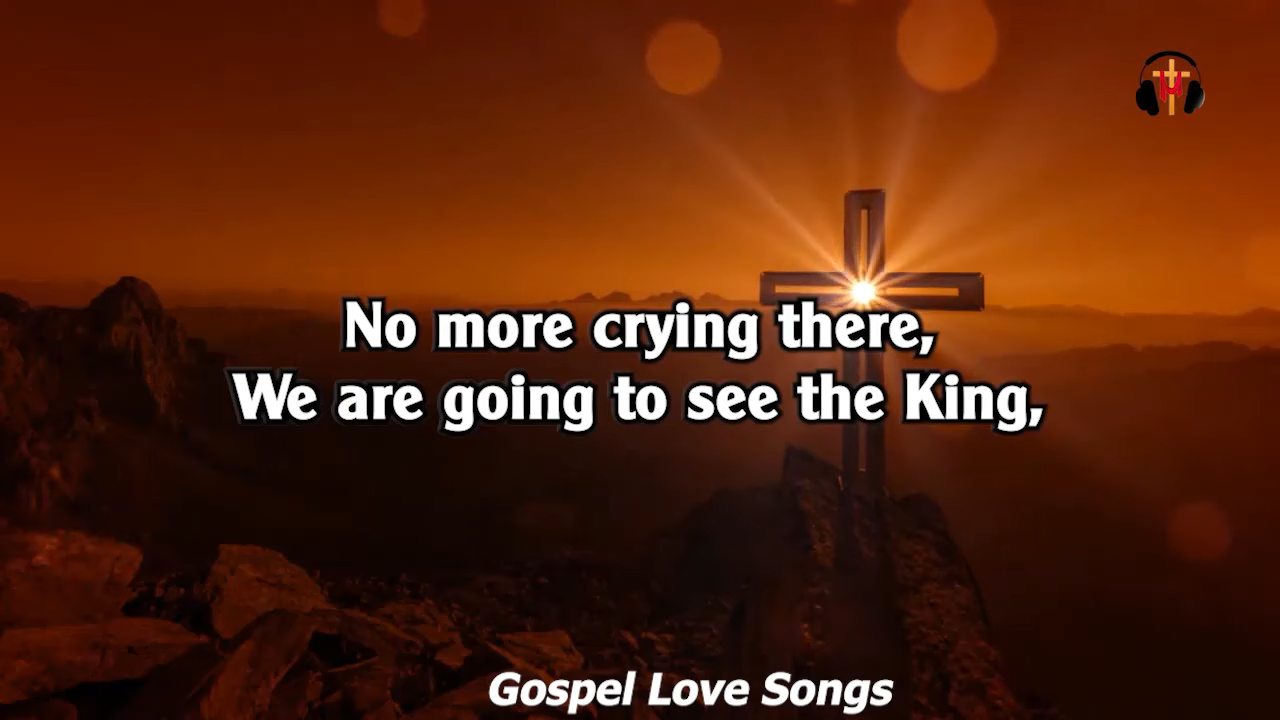 No more crying there,
We are going to see the King,
Gospel Love Songs